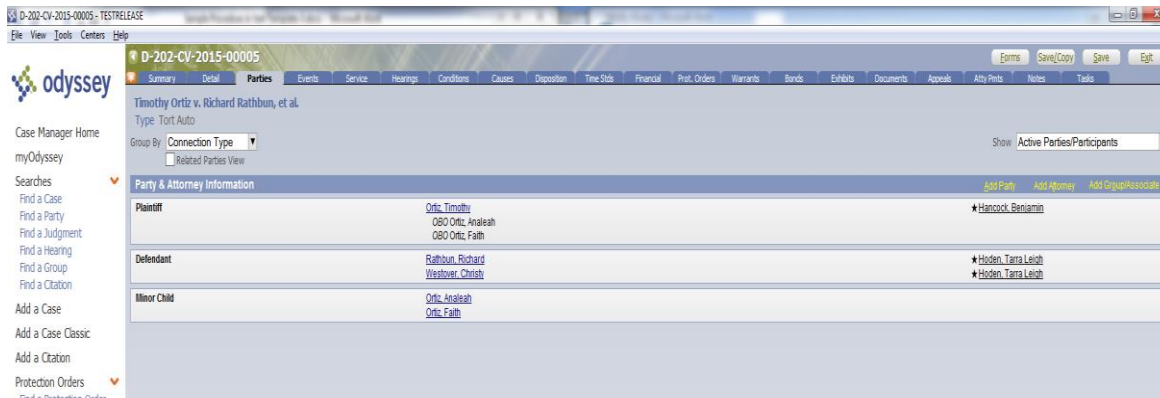 D-202-CV-2015-00005 - TESTRELEASE
File View Tools Centers Help
D-202-CV-2015-00005
Forms Save/Copy Save Exit
odyssey
Summary Detail Parties Events Service Hearings Conditions Causes Disposition Time Stds Financial Prot. Orders Warrants Bonds Exhibits Documents Appeals Atty Pmts Notes Tasks
Timothy Ortiz v. Richard Rathbun, et al.
Type Tort Auto
Group By Connection Type Show Active Parties/Participants
Related Parties View
Party & Attorney Information Add Party Add Attorney Add Group/Associate
Plaintiff Ortiz, Timothy ★Hancock, Benjamin
OBO Ortiz, Analeah
OBO Ortiz, Faith
Defendant Rathbun, Richard ★Hoden, Tarra Leigh
Westover, Christy ★Hoden, Tarra Leigh
Minor Child Ortiz, Analeah
Ortiz, Faith
Case Manager Home
myOdyssey
Searches
Find a Case
Find a Party
Find a Judgment
Find a Hearing
Find a Group
Find a Citation
Add a Case
Add a Case Classic
Add a Citation
Protection Orders
Find a Protection Order